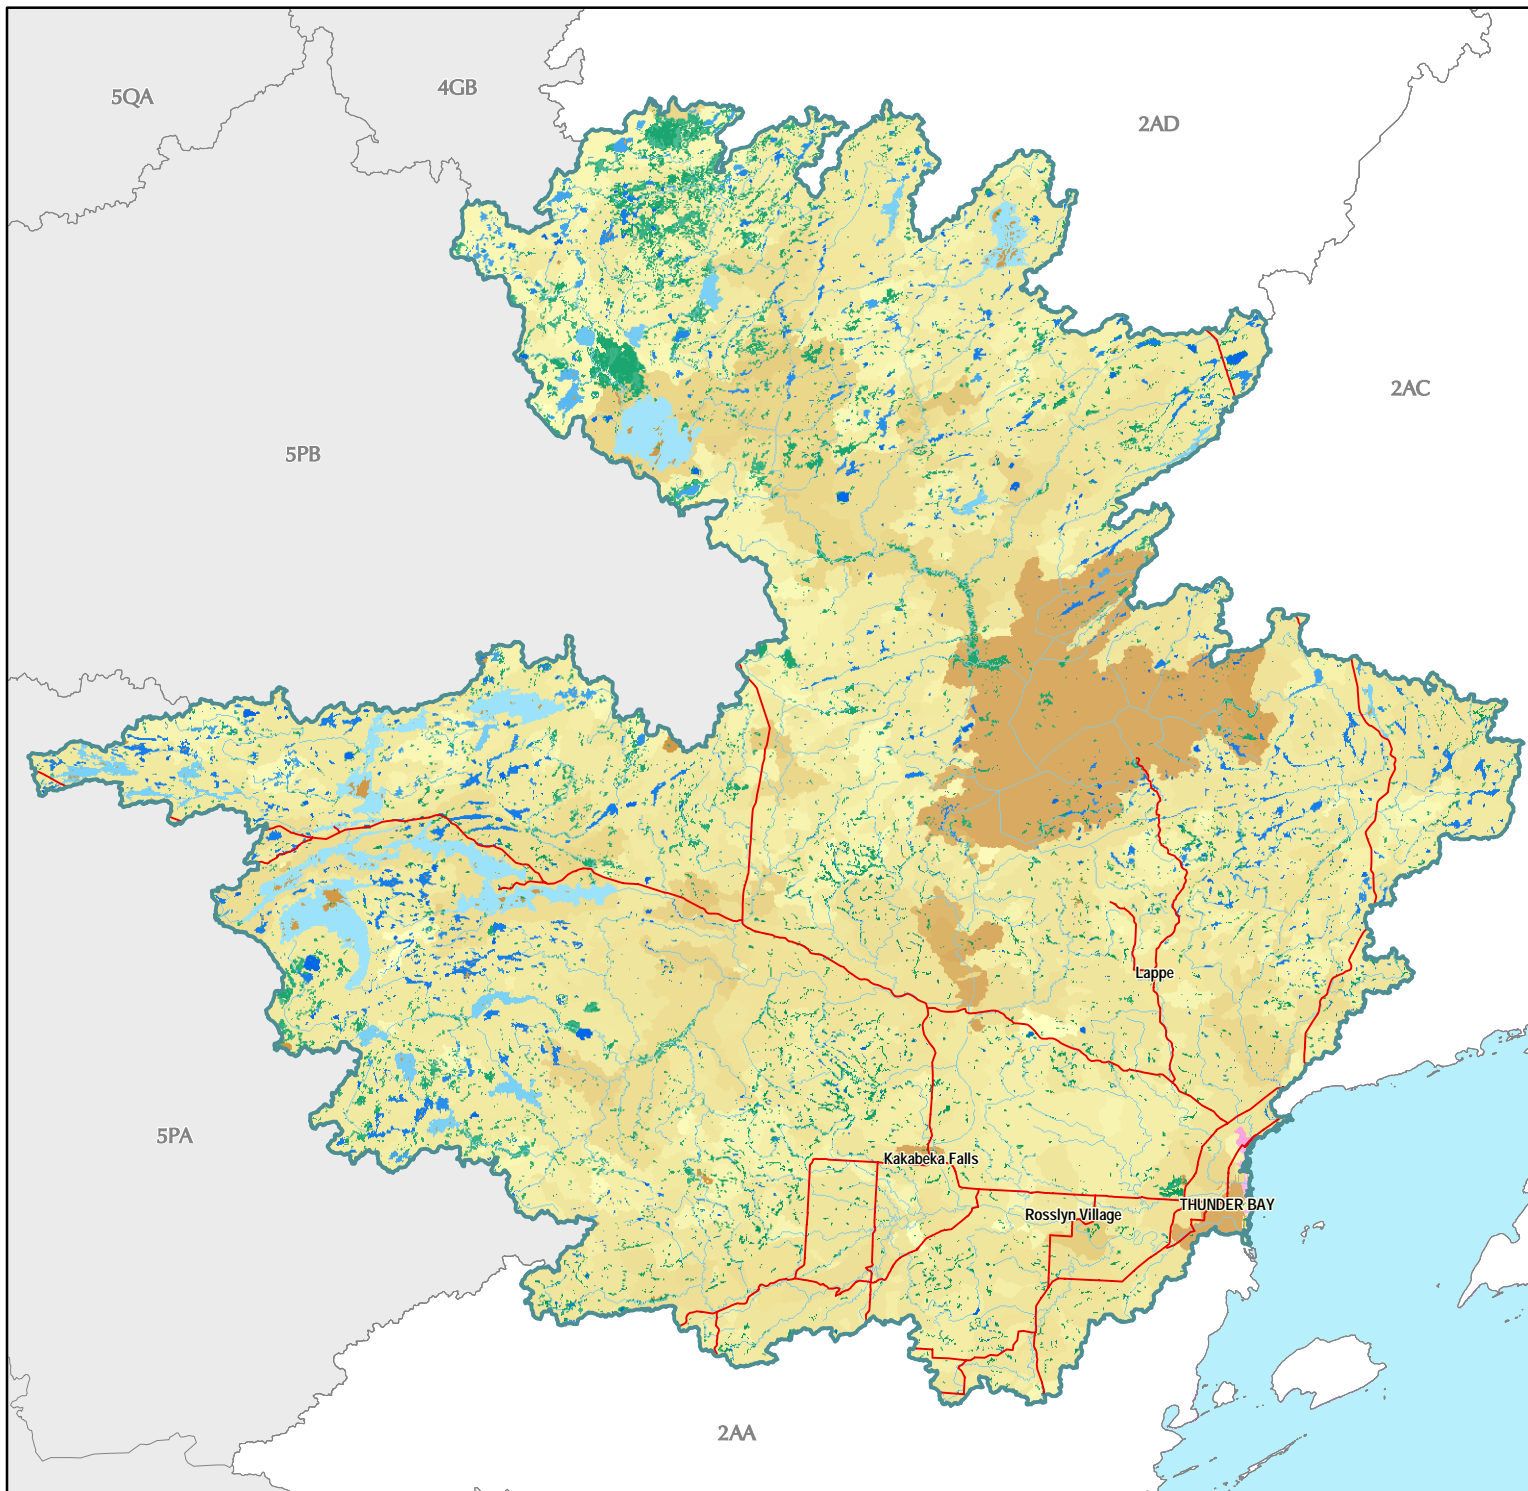 4GB
5QA
2AD
2AC
5PB
Lappe
5PA
Kakabeka Falls
THUNDER BAY
Rosslyn Village
2AA